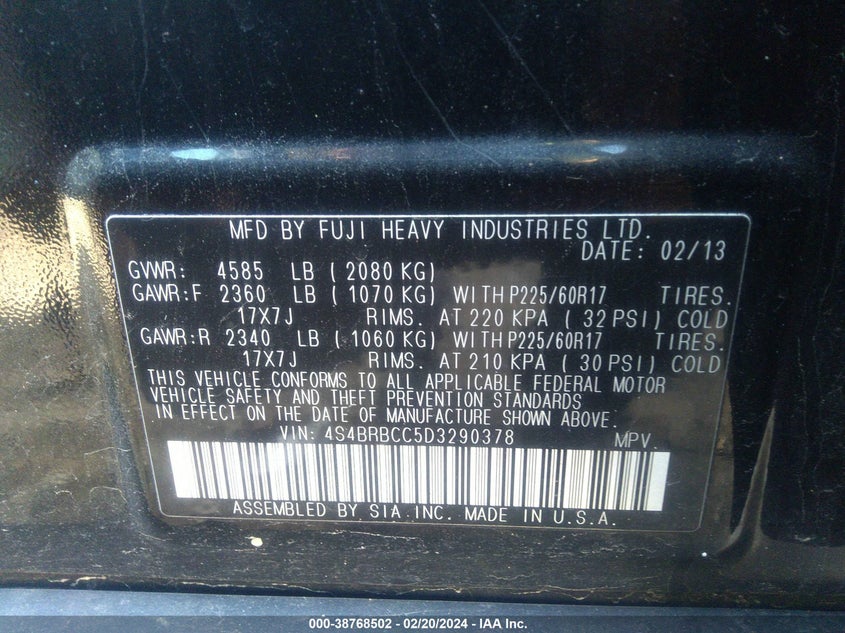 MFD BY FUJI HEAVY INDUSTRIES LTD.
DATE: 02/13
GVWR: 4585 LB ( 2080 KG)
GAWR:F 2360 LB ( 1070 KG) WITH P225/60R17 TIRES.
17X7J RIMS. AT 220 KPA ( 32 PSI) COLD
GAWR:R 2340 LB ( 1060 KG) WITH P225/60R17 TIRES.
17X7J RIMS. AT 210 KPA ( 30 PSI) COLD
THIS VEHICLE CONFORMS TO ALL APPLICABLE FEDERAL MOTOR
VEHICLE SAFETY AND THEFT PREVENTION STANDARDS
IN EFFECT ON THE DATE OF MANUFACTURE SHOWN ABOVE.
VIN: 4S4BRBCC5D3290378 MPV.
ASSEMBLED BY SIA.INC. MADE IN U.S.A.
000-38768502 - 02/20/2024 - IAA Inc.